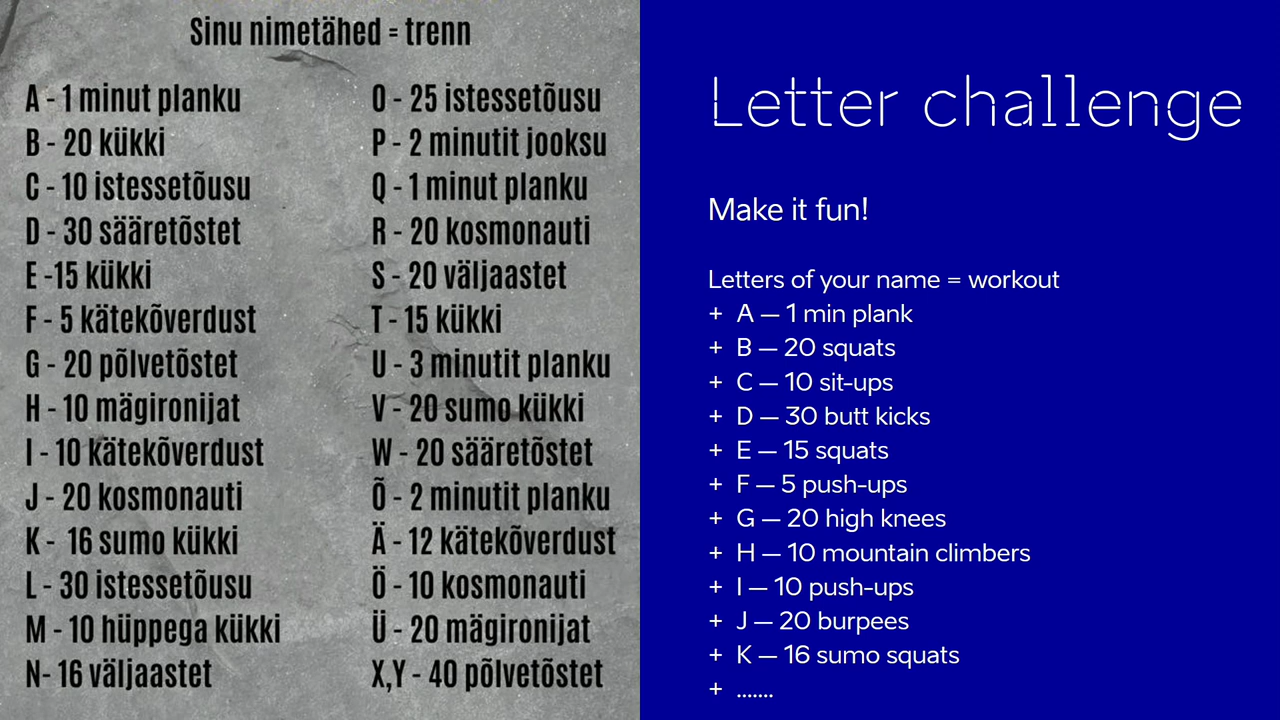 Sinu nimetähed = trenn
A - 1 minut planku
B - 20 kükki
C - 10 istessetõusu
D - 30 sääretõstet
E -15 kükki
F - 5 kätekõverdust
G - 20 põlvetõstet
H - 10 mägironijat
I - 10 kätekõverdust
J - 20 kosmonauti
K -  16 sumo kükki
L - 30 istessetõusu
M - 10 hüppega kükki
N- 16 väljaastet
O - 25 istessetõusu
P - 2 minutit jooksu
Q - 1 minut planku
R - 20 kosmonauti
S - 20 väljaastet
T - 15 kükki
U - 3 minutit planku
V - 20 sumo kükki
W - 20 sääretõstet
Õ - 2 minutit planku
Ä - 12 kätekõverdust
Ö - 10 kosmonauti
Ü - 20 mägironijat
X,Y - 40 põlvetõstet
Letter challenge
Make it fun!
Letters of your name = workout
+ A — 1 min plank
+ B — 20 squats
+ C — 10 sit-ups
+ D — 30 butt kicks
+ E — 15 squats
+ F — 5 push-ups
+ G — 20 high knees
+ H — 10 mountain climbers
+ I — 10 push-ups
+ J — 20 burpees
+ K — 16 sumo squats
+ .......